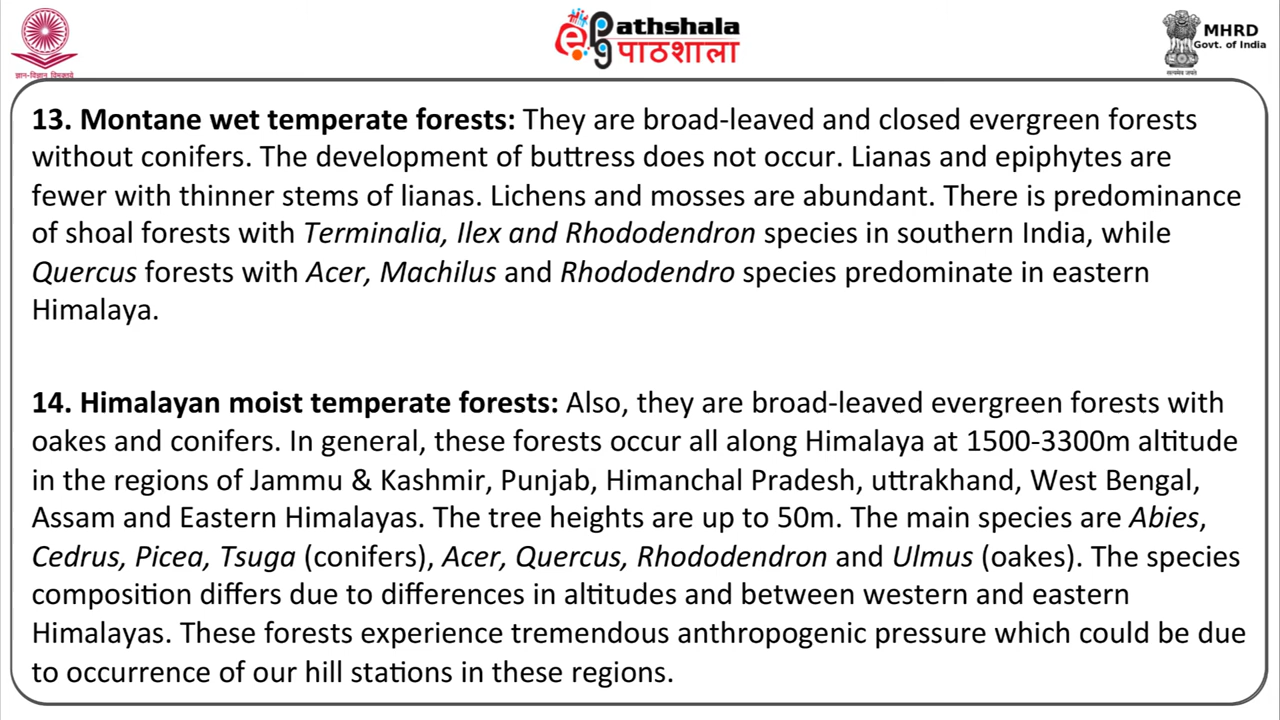 ज्ञान-विज्ञान विमुक्तये
ePathshala
पाठशाला
MHRD
Govt. of India
सत्यमेव जयते
13. Montane wet temperate forests: They are broad-leaved and closed evergreen forests
without conifers. The development of buttress does not occur. Lianas and epiphytes are
fewer with thinner stems of lianas. Lichens and mosses are abundant. There is predominance
of shoal forests with Terminalia, Ilex and Rhododendron species in southern India, while
Quercus forests with Acer, Machilus and Rhododendro species predominate in eastern
Himalaya.
14. Himalayan moist temperate forests: Also, they are broad-leaved evergreen forests with
oakes and conifers. In general, these forests occur all along Himalaya at 1500-3300m altitude
in the regions of Jammu & Kashmir, Punjab, Himanchal Pradesh, uttrakhand, West Bengal,
Assam and Eastern Himalayas. The tree heights are up to 50m. The main species are Abies,
Cedrus, Picea, Tsuga (conifers), Acer, Quercus, Rhododendron and Ulmus (oakes). The species
composition differs due to differences in altitudes and between western and eastern
Himalayas. These forests experience tremendous anthropogenic pressure which could be due
to occurrence of our hill stations in these regions.